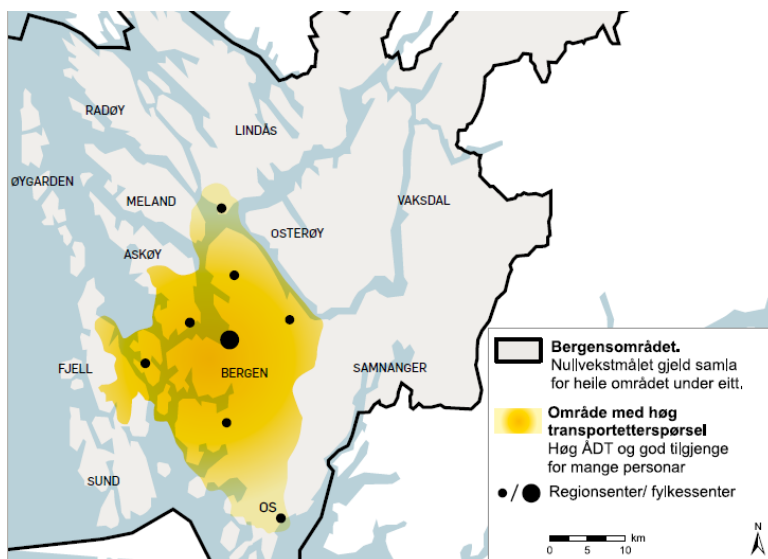 RADØY
LINDÅS
ØYGARDEN
MELAND
VAKSDAL
OSTERØY
ASKØY
FJELL
BERGEN
SAMNANGER
SUND
OS
Bergensområdet.
Nullvekstmålet gjeld samla
for heile området under eitt.
Område med høg
transportetterspørsel
Høg ÅDT og god tilgjenge
for mange personar
/ Regionsenter/ fylkessenter
0 5 10 km
N